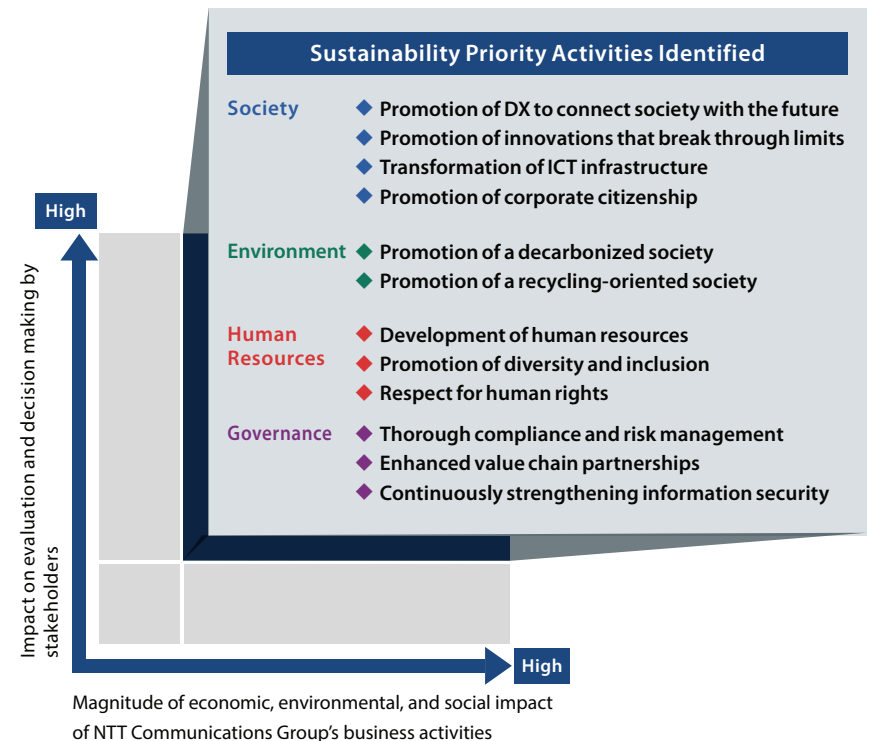 Sustainability Priority Activities Identified
Society
Promotion of DX to connect society with the future
Promotion of innovations that break through limits
Transformation of ICT infrastructure
Promotion of corporate citizenship
Environment
Promotion of a decarbonized society
Promotion of a recycling-oriented society
Human
Resources
Development of human resources
Promotion of diversity and inclusion
Respect for human rights
Governance
Thorough compliance and risk management
Enhanced value chain partnerships
Continuously strengthening information security
High
Impact on evaluation and decision making by
stakeholders
High
Magnitude of economic, environmental, and social impact
of NTT Communications Group's business activities